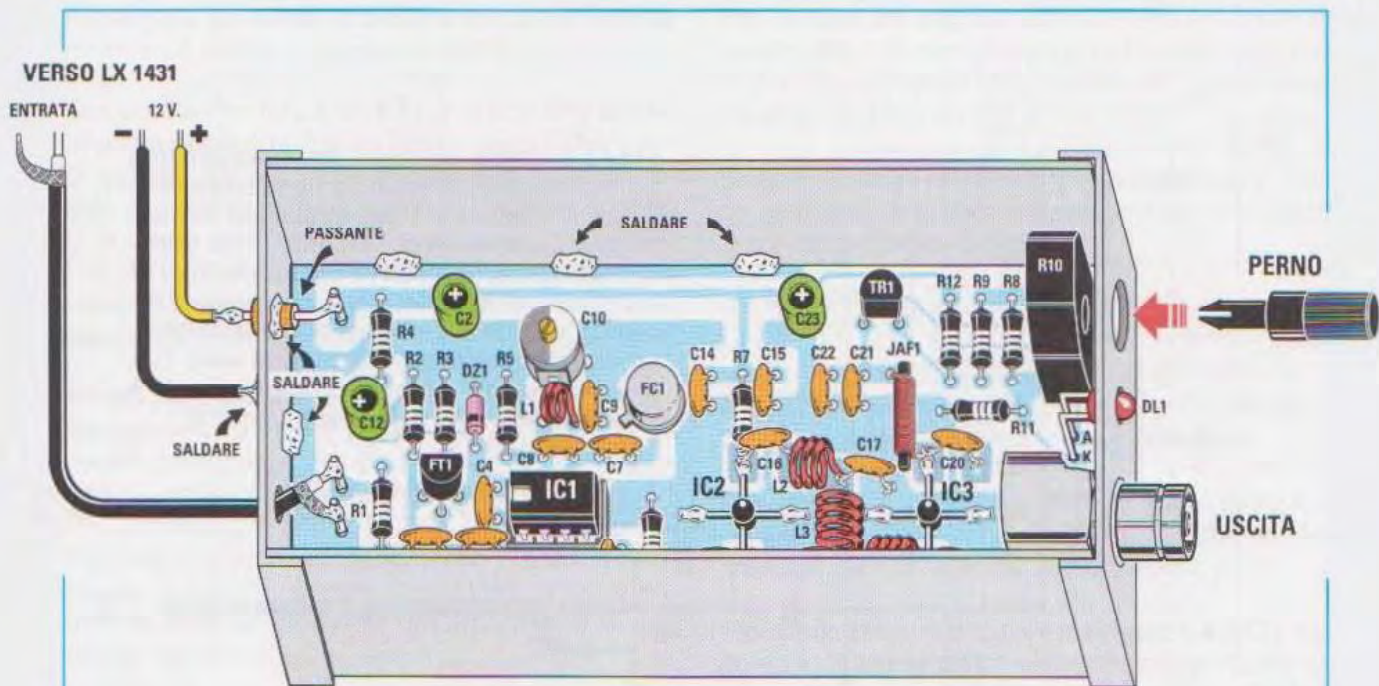 VERSO LX 1431
ENTRATA
12 V.
- +
PASSANTE
SALDARE
R10
PERNO
TR1
R12 R9 R8
C2
C23
R4
C10
R2 R3
DZ1
R5
C14
R7
C15
C22
C21
JAF1
FC1
L1
C9
SALDARE
C12
SALDARE
DL1
R11
A
K
FT1
C4
C8
C7
C16
C17
C20
L2
IC1
IC2
IC3
R1
L3
USCITA